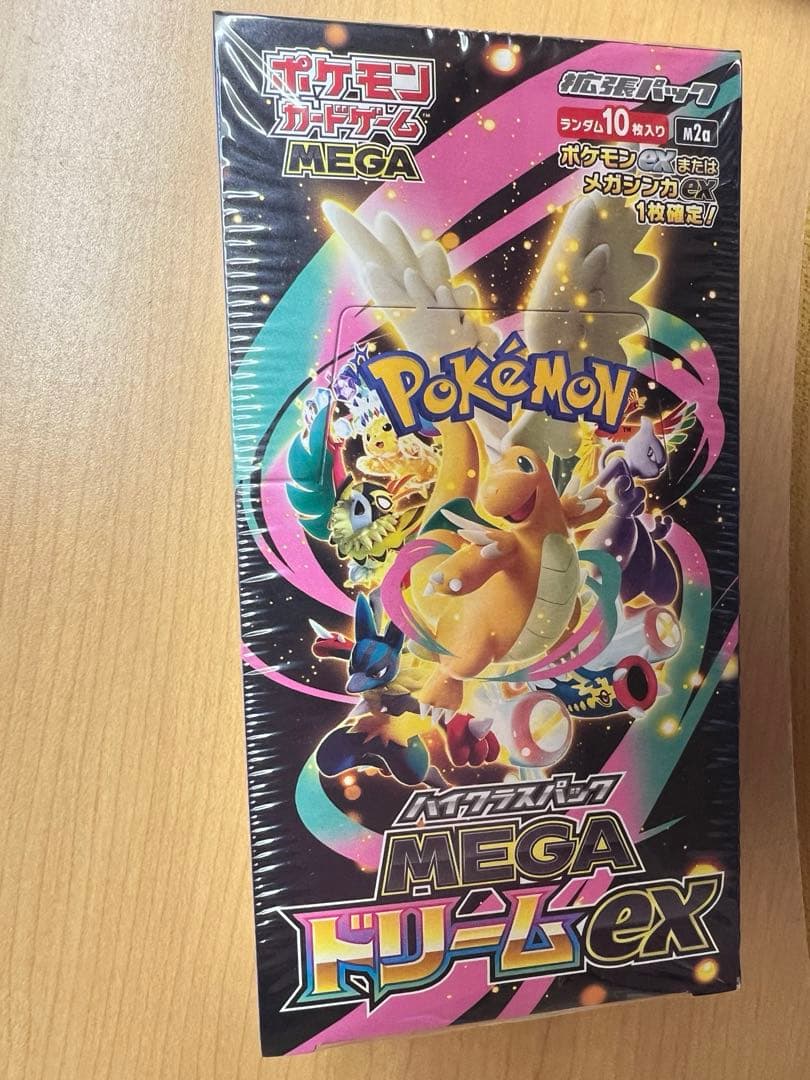 ポケモン
カードゲーム™
MEGA
拡張パック
ランダム10枚入り
M2a
ポケモンexまたは
メガシンカex
1枚確定!
POKÉMON
™
ハイクラスパック
MEGA
ドリームex